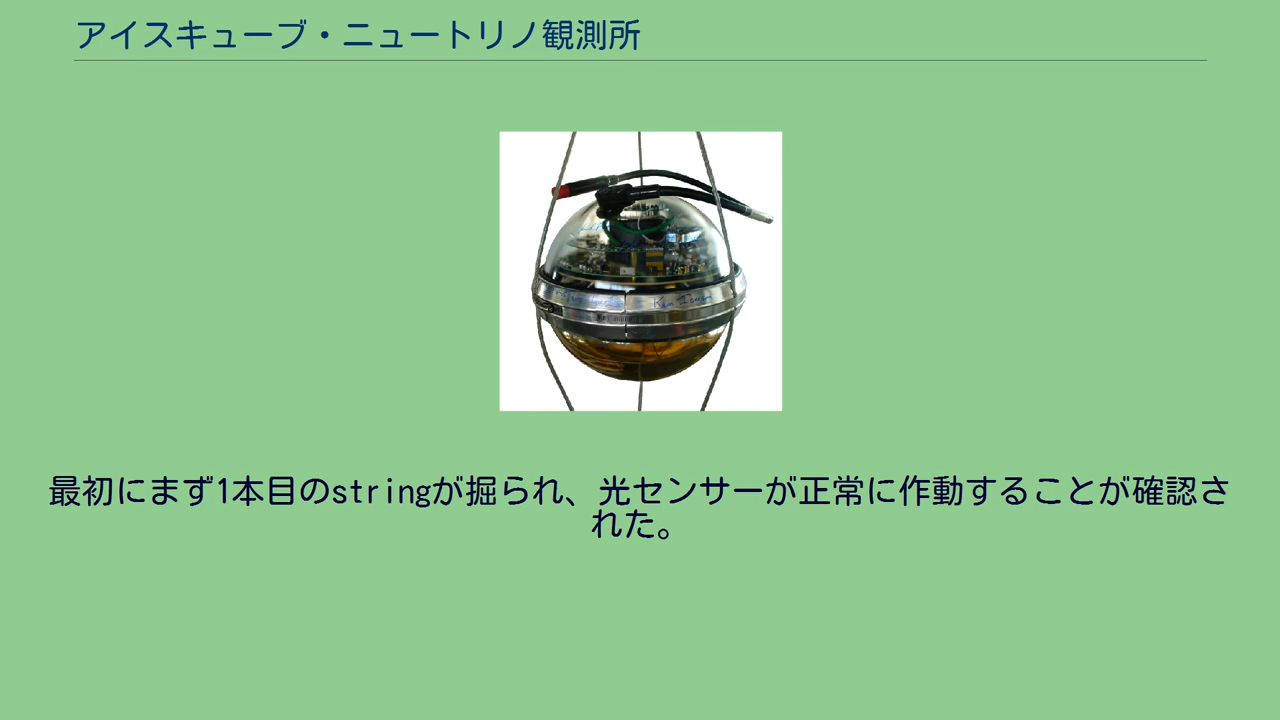 アイスキューブ・ニュートリノ観測所
最初にまず1本目のstringが掘られ、光センサーが正常に作動することが確認さ
れた。